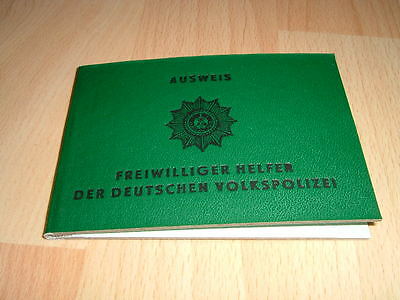 AUSWEIS
FREIWILLIGER HELFER
DER DEUTSCHEN VOLKSPOLIZEI